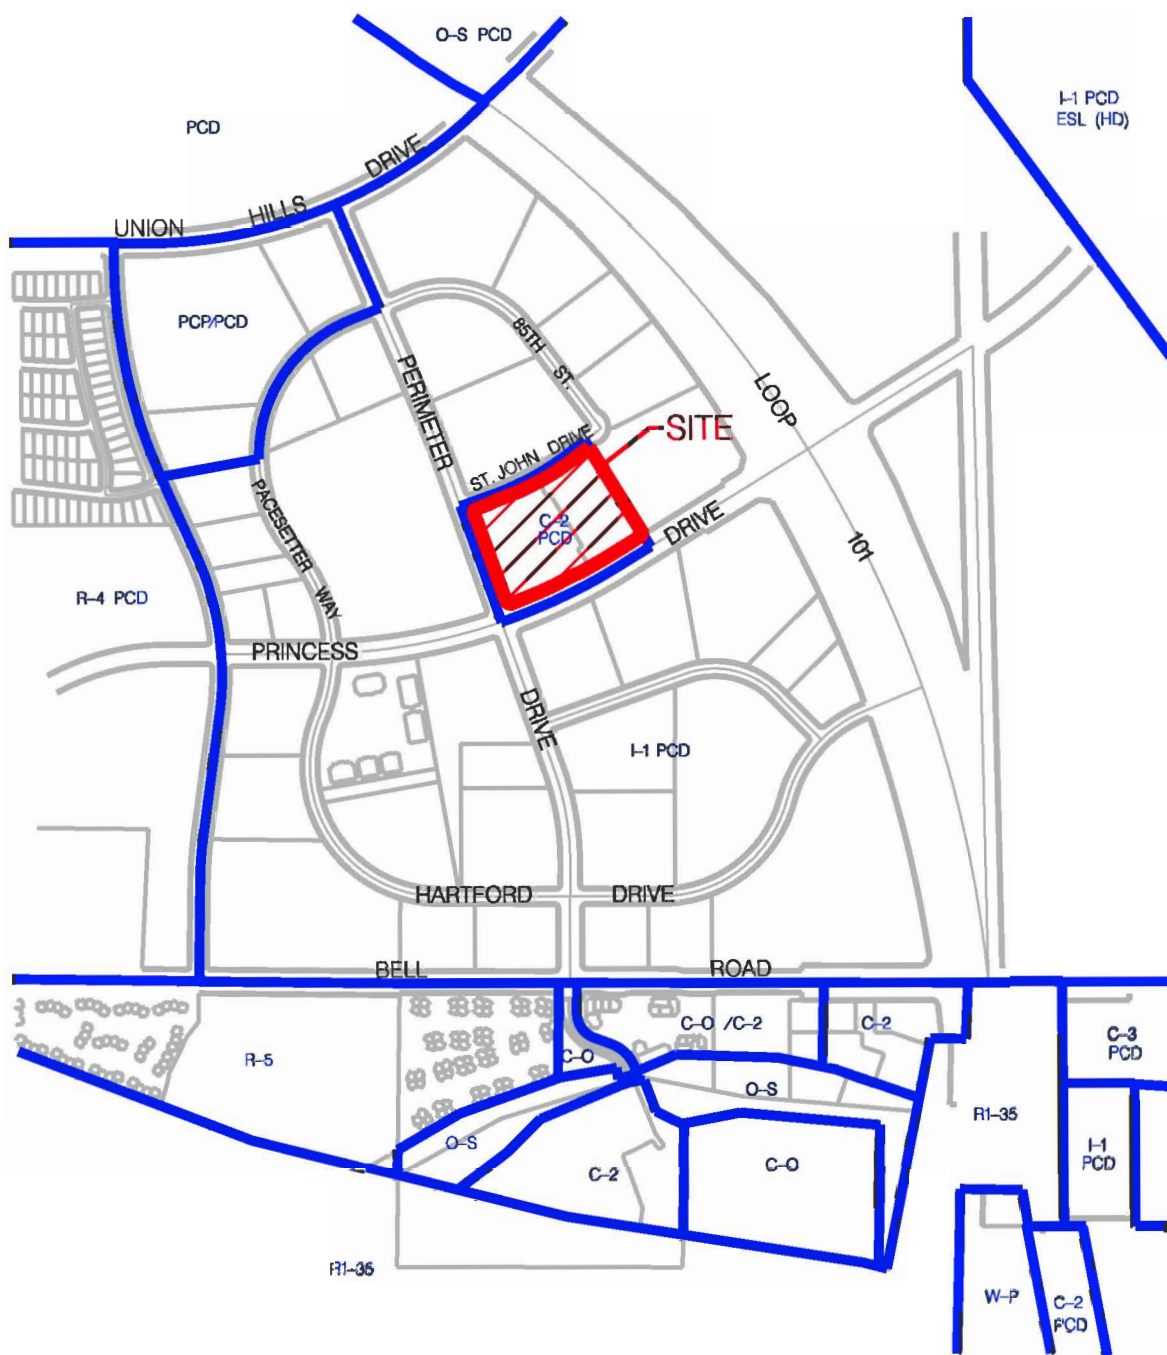 O-S PCD
I-1 PCD
ESL (HD)
PCD
UNION HILLS DRIVE
PCP/PCD
85TH ST.
PERIMETER
LOOP
SITE
ST. JOHN DRIVE
C-2
PCD
DRIVE
101
PACESETTER WAY
R-4 PCD
PRINCESS
DRIVE
I-1 PCD
HARTFORD DRIVE
BELL ROAD
C-O /C-2
C-2
C-3
PCD
R-5
C-O
O-S
R1-35
O-S
I-1
PCD
C-2
C-O
R1-35
W-P
C-2
PCD